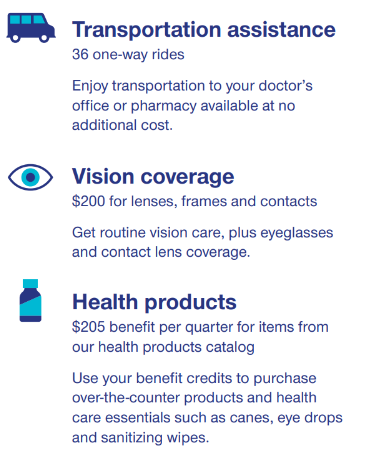 Transportation assistance
36 one-way rides
Enjoy transportation to your doctor's
office or pharmacy available at no
additional cost.
Vision coverage
$200 for lenses, frames and contacts
Get routine vision care, plus eyeglasses
and contact lens coverage.
Health products
$205 benefit per quarter for items from
our health products catalog
Use your benefit credits to purchase
over-the-counter products and health
care essentials such as canes, eye drops
and sanitizing wipes.